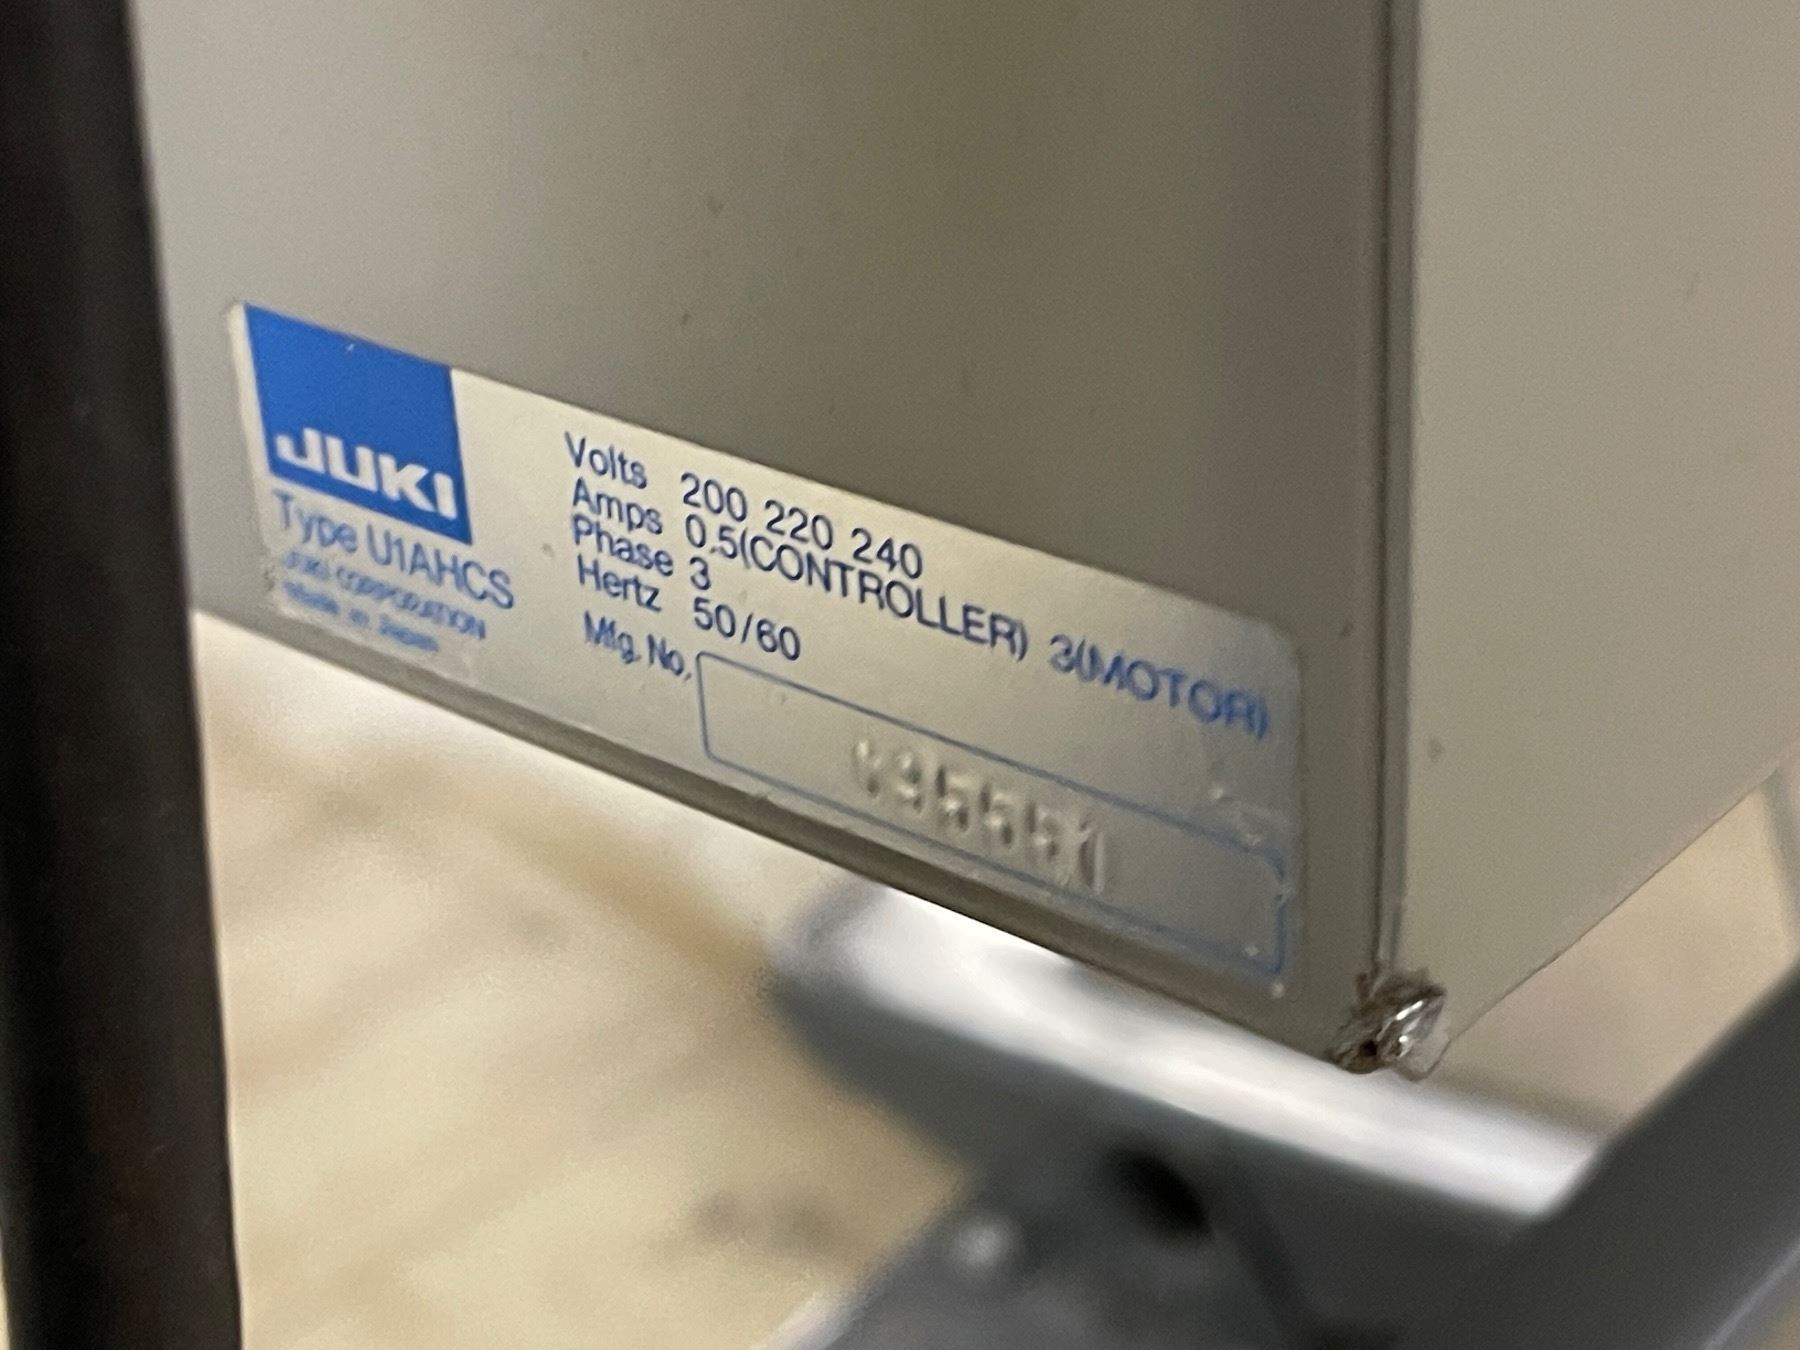 JUKI
Type U1AHCS
JUKI CORPORATION
Made in Japan
Volts 200 220 240
Amps 0.5(CONTROLLER) 3(MOTOR)
Phase 3
Hertz 50/60
Mfg. No.